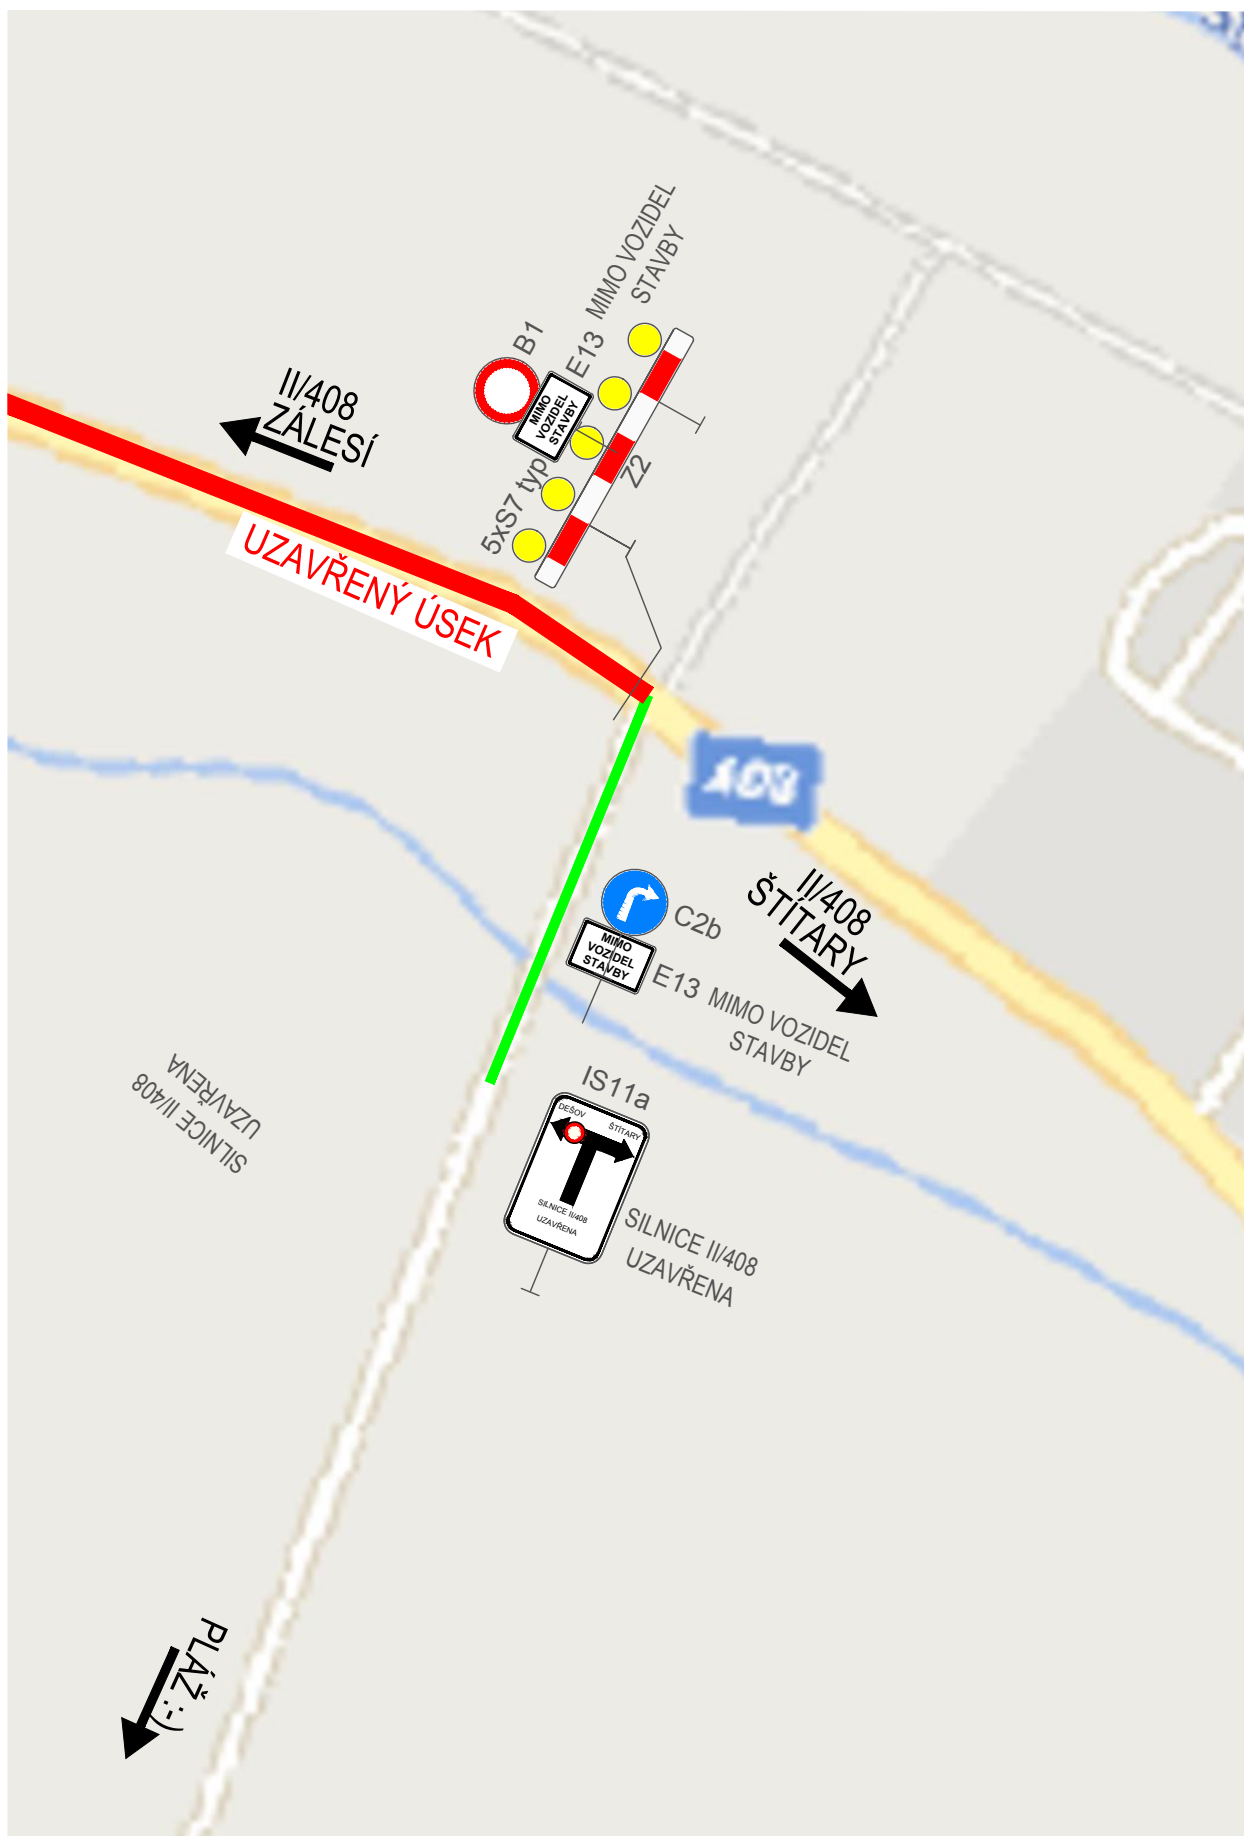 MIMO VOZIDEL
STAVBY
B1
E13
MIMO
VOZIDEL
STAVBY
5xS7 typ
Z2
II/408
ZÁLESÍ
UZAVŘENÝ ÚSEK
408
II/408
ŠTÍTARY
C2b
MIMO
VOZIDEL
STAVBY
E13 MIMO VOZIDEL
STAVBY
IS11a
DEŠOV
ŠTÍTARY
SILNICE II/408
UZAVŘENA
SILNICE II/408
UZAVŘENA
SILNICE II/408
UZAVŘENA
PLÁŽ :-)